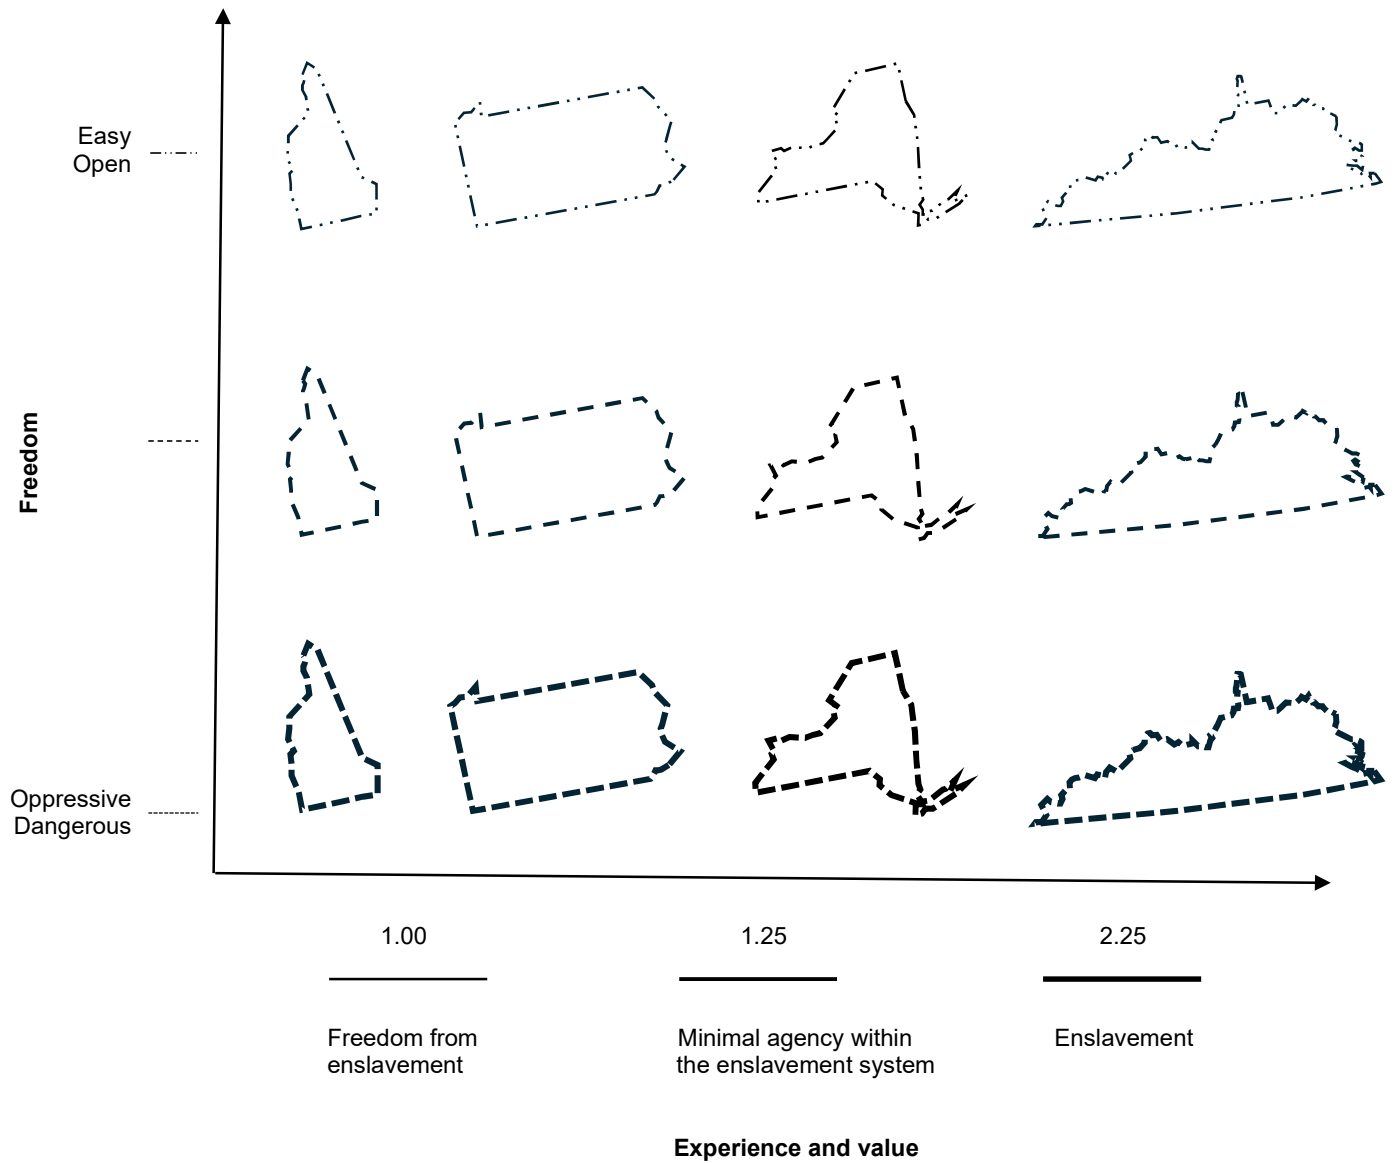 Easy
Open
Freedom
Oppressive
Dangerous
1.00
1.25
2.25
Freedom from
enslavement
Minimal agency within
the enslavement system
Enslavement
Experience and value